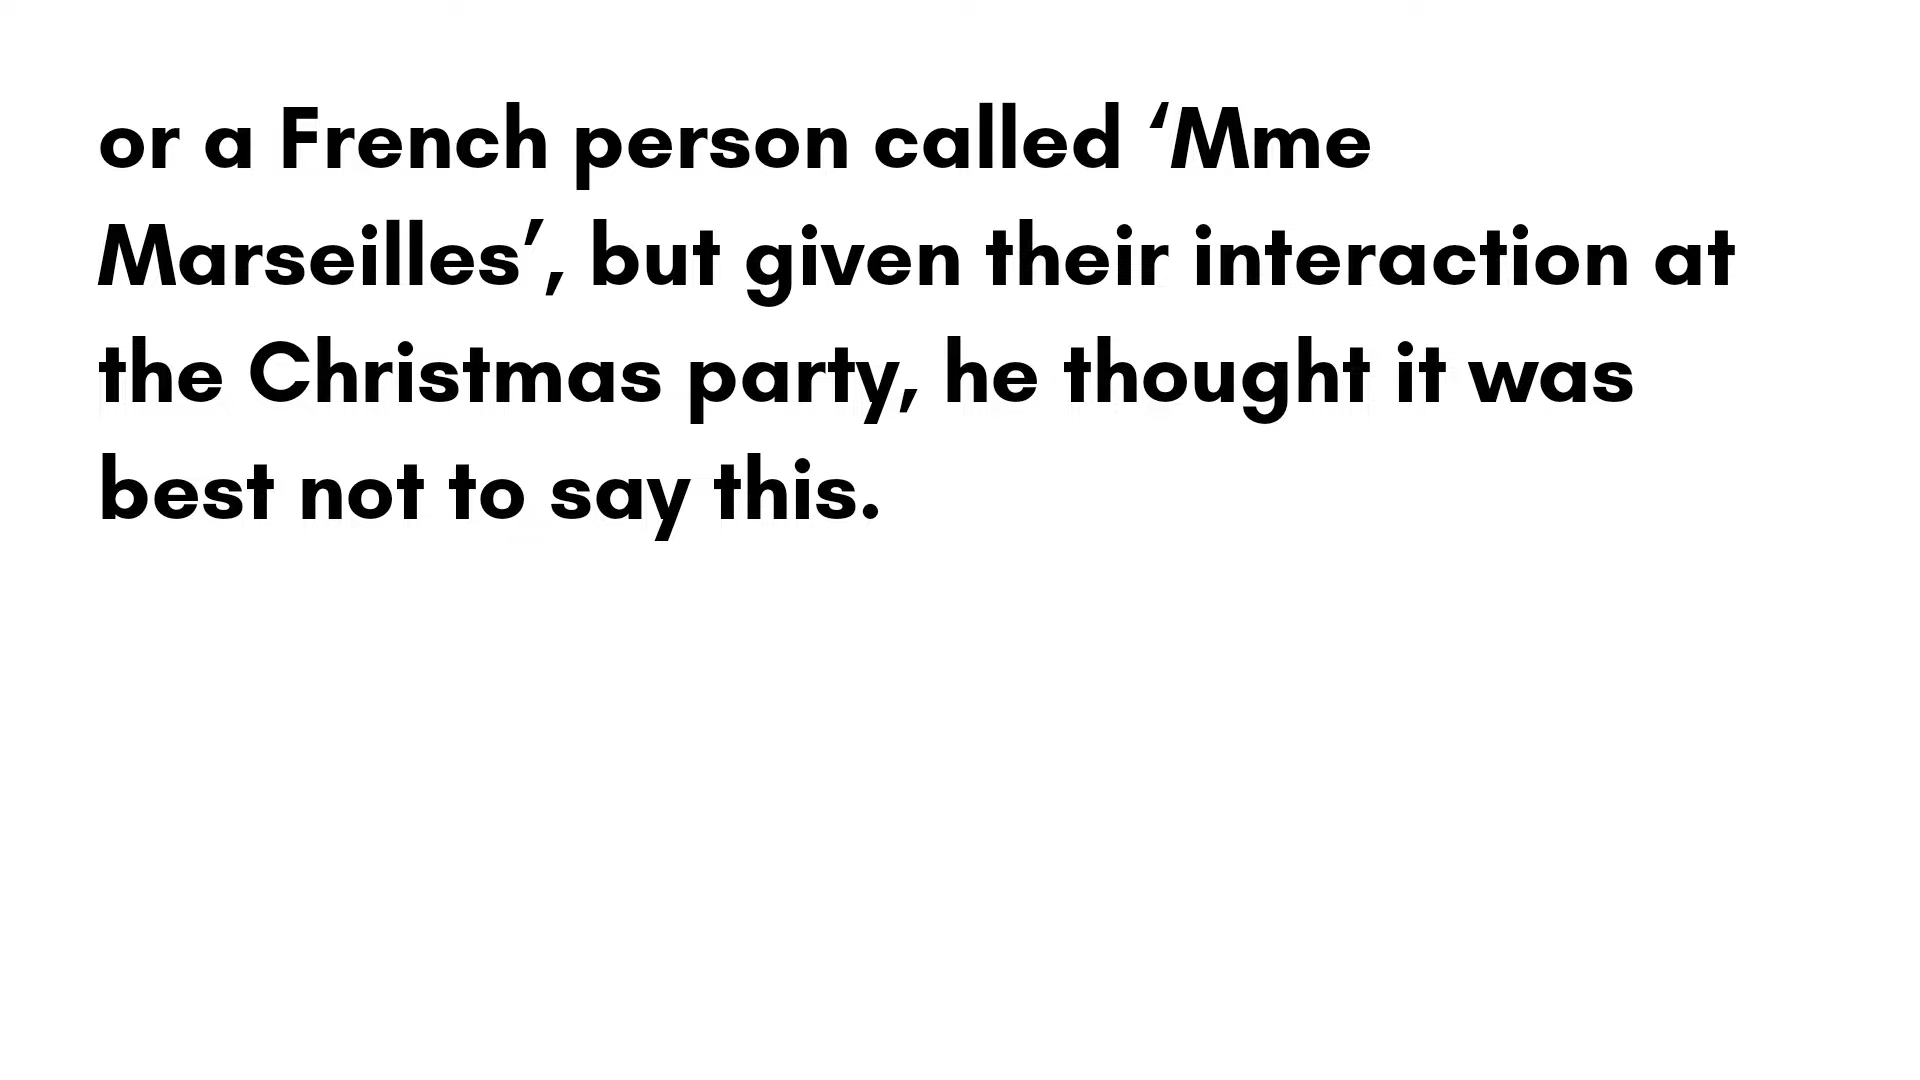 or a French person called ‘Mme
Marseilles’, but given their interaction at
the Christmas party, he thought it was
best not to say this.